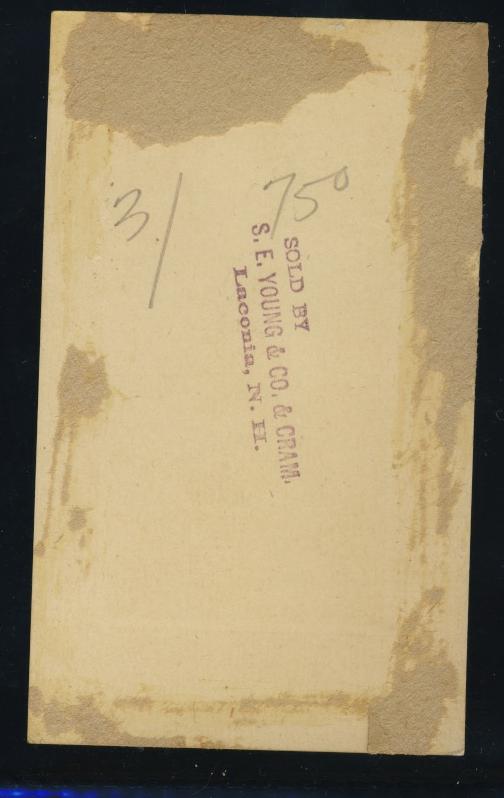 3/
75⁰
SOLD BY
S. E. YOUNG & CO. & CRAM,
Laconia, N. H.